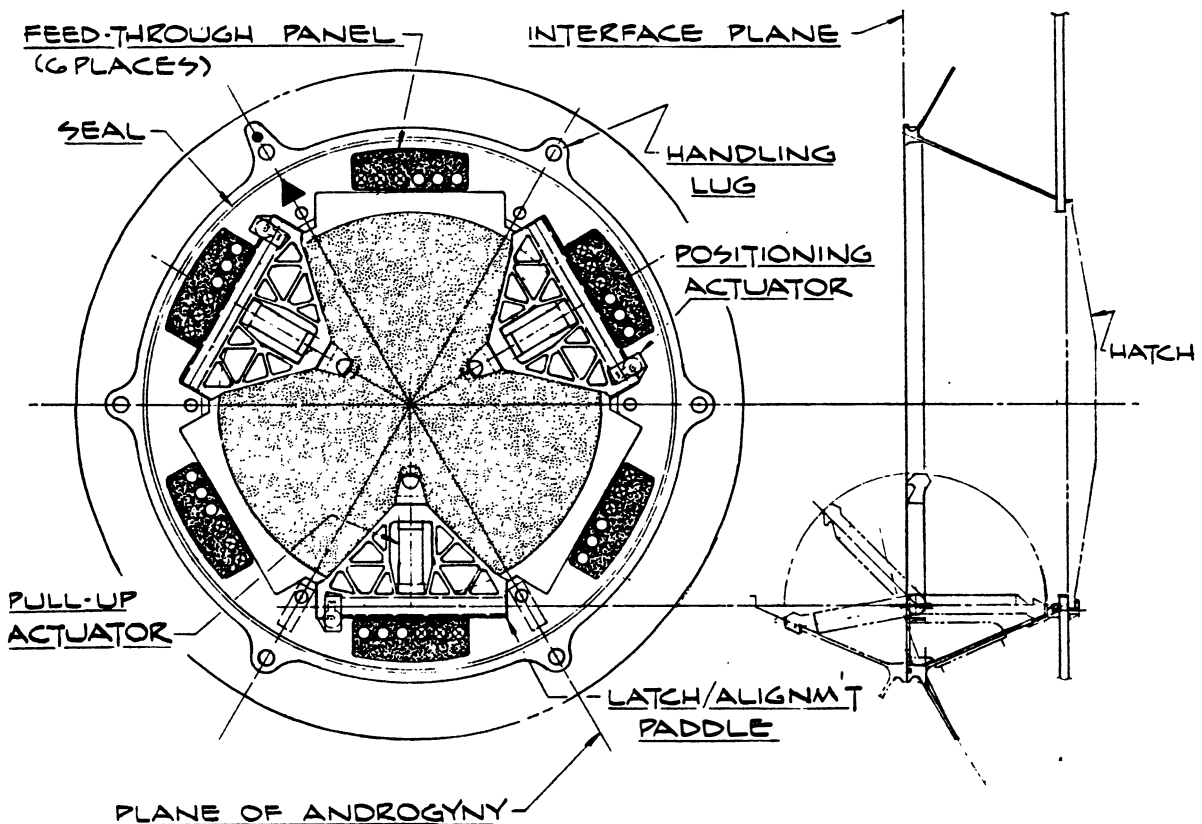 FEED-THROUGH PANEL
(6 PLACES)
INTERFACE PLANE
SEAL
HANDLING
LUG
POSITIONING
ACTUATOR
HATCH
PULL-UP
ACTUATOR
LATCH/ALIGNM'T
PADDLE
PLANE OF ANDROGYNY